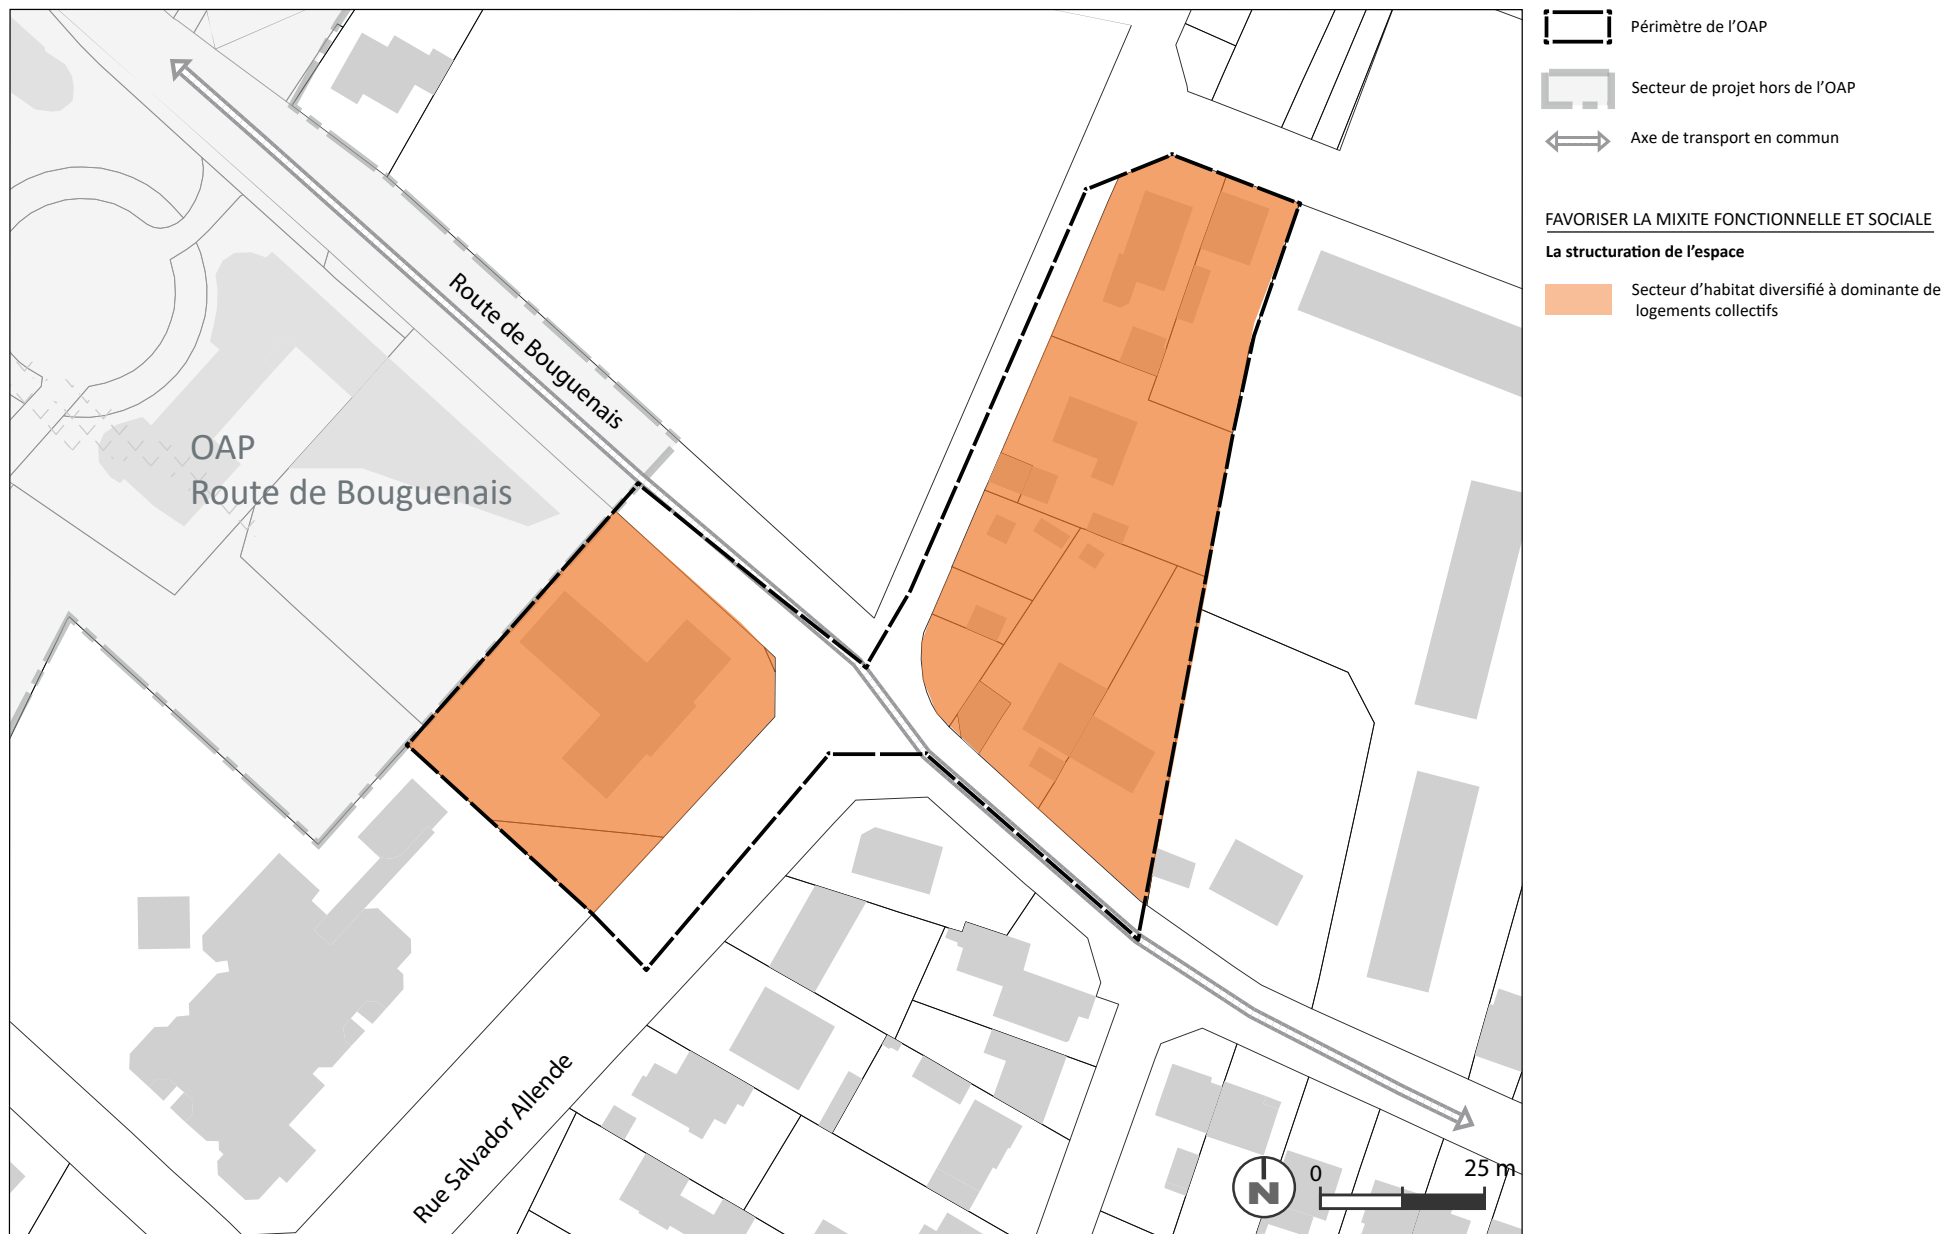 Périmètre de l'OAP
Secteur de projet hors de l'OAP
Axe de transport en commun
FAVORISER LA MIXITE FONCTIONNELLE ET SOCIALE
La structuration de l'espace
Secteur d'habitat diversifié à dominante de
logements collectifs
Route de Bouguenais
OAP
Route de Bouguenais
Rue Salvador Allende
N
0
25 m